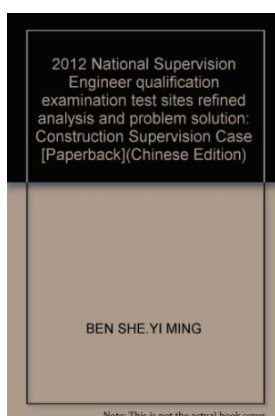 2012 National Supervision
Engineer qualification
examination test sites refined
analysis and problem solution:
Construction Supervision Case
[Paperback](Chinese Edition)
BEN SHE.YI MING
Note: This is not the actual book cover